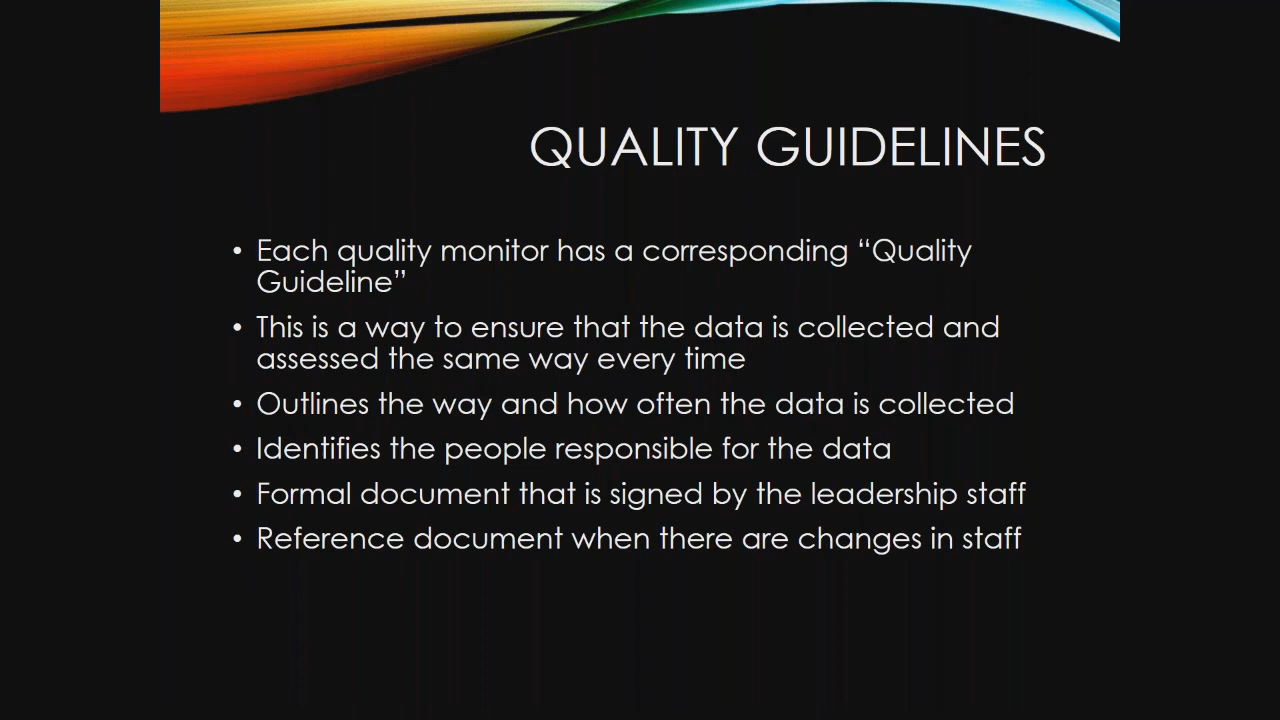 QUALITY GUIDELINES
• Each quality monitor has a corresponding “Quality
Guideline”
• This is a way to ensure that the data is collected and
assessed the same way every time
• Outlines the way and how often the data is collected
• Identifies the people responsible for the data
• Formal document that is signed by the leadership staff
• Reference document when there are changes in staff